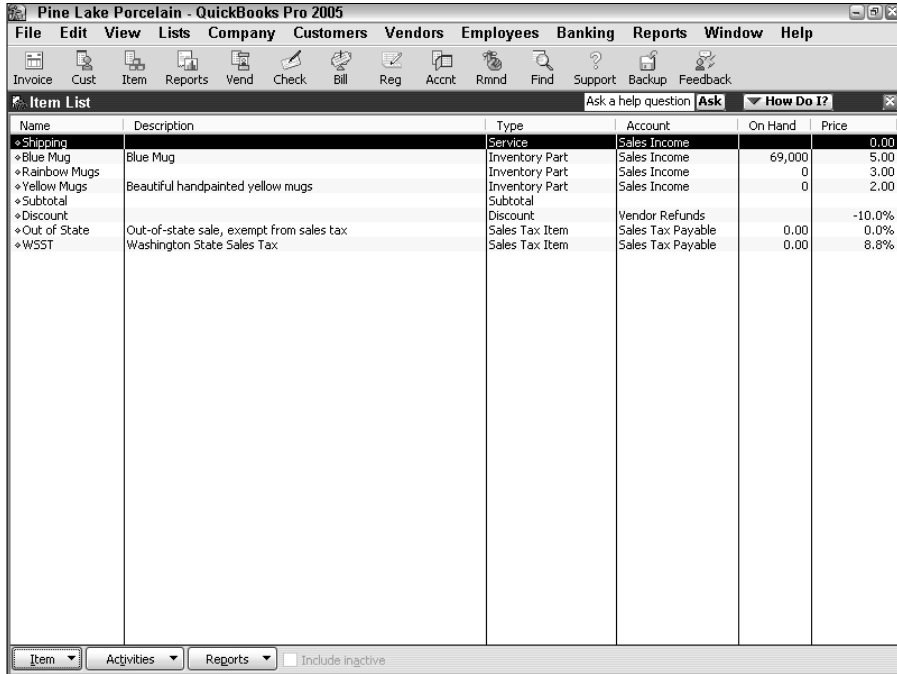 Pine Lake Porcelain - QuickBooks Pro 2005
File Edit View Lists Company Customers Vendors Employees Banking Reports Window Help
Invoice Cust Item Reports Vend Check Bill Reg Accnt Rmnd Find Support Backup Feedback
Item List Ask a help question Ask How Do I?
Name Description Type Account On Hand Price
Shipping Service Sales Income 0.00
Blue Mug Blue Mug Inventory Part Sales Income 69,000 5.00
Rainbow Mugs Inventory Part Sales Income 0 3.00
Yellow Mugs Beautiful handpainted yellow mugs Inventory Part Sales Income 0 2.00
Subtotal Subtotal
Discount Discount Vendor Refunds -10.0%
Out of State Out-of-state sale, exempt from sales tax Sales Tax Item Sales Tax Payable 0.00 0.0%
WSST Washington State Sales Tax Sales Tax Item Sales Tax Payable 0.00 8.8%
Item Activities Reports Include inactive